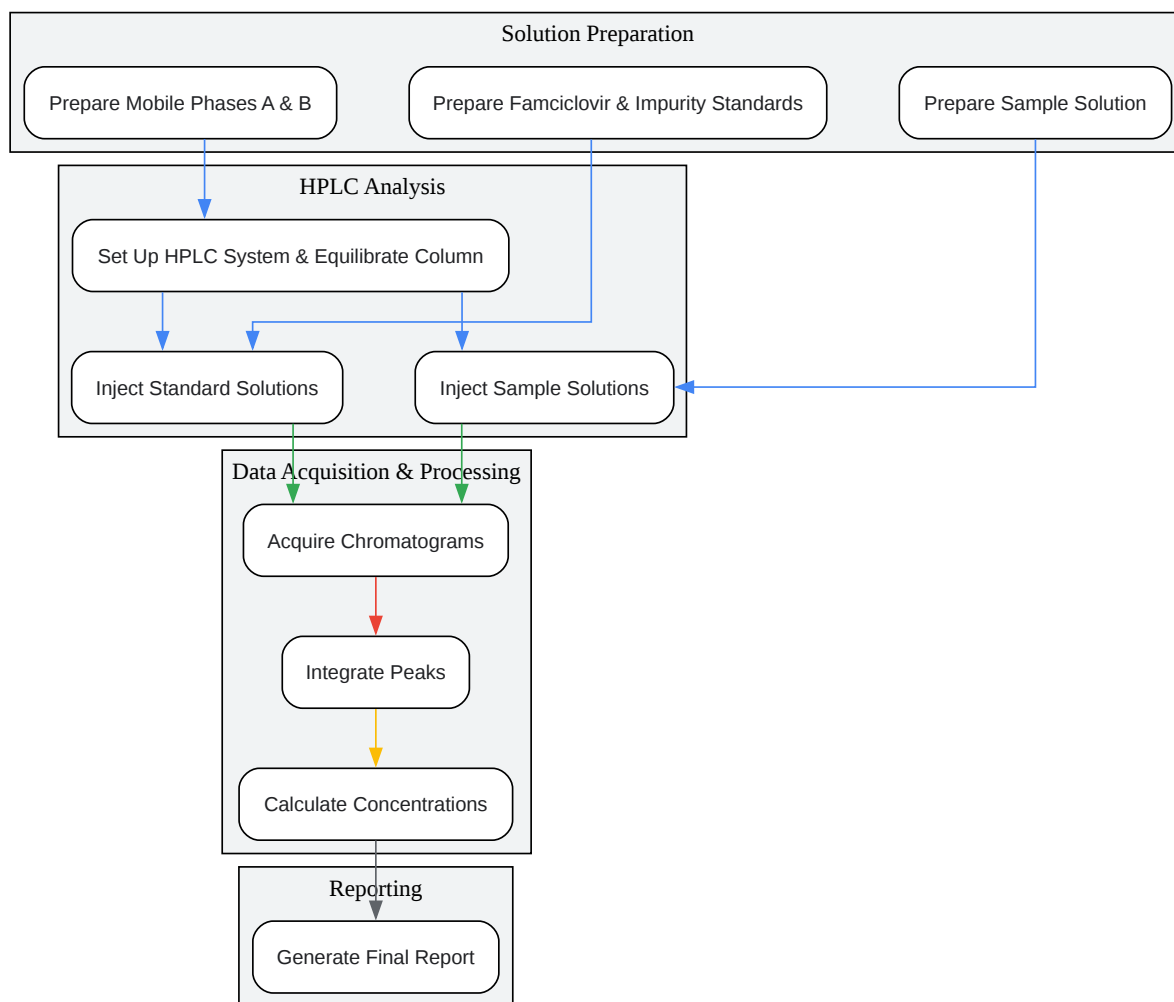 Solution Preparation
Prepare Mobile Phases A & B
Prepare Famciclovir & Impurity Standards
Prepare Sample Solution
HPLC Analysis
Set Up HPLC System & Equilibrate Column
Inject Standard Solutions
Inject Sample Solutions
Data Acquisition & Processing
Acquire Chromatograms
Integrate Peaks
Calculate Concentrations
Reporting
Generate Final Report